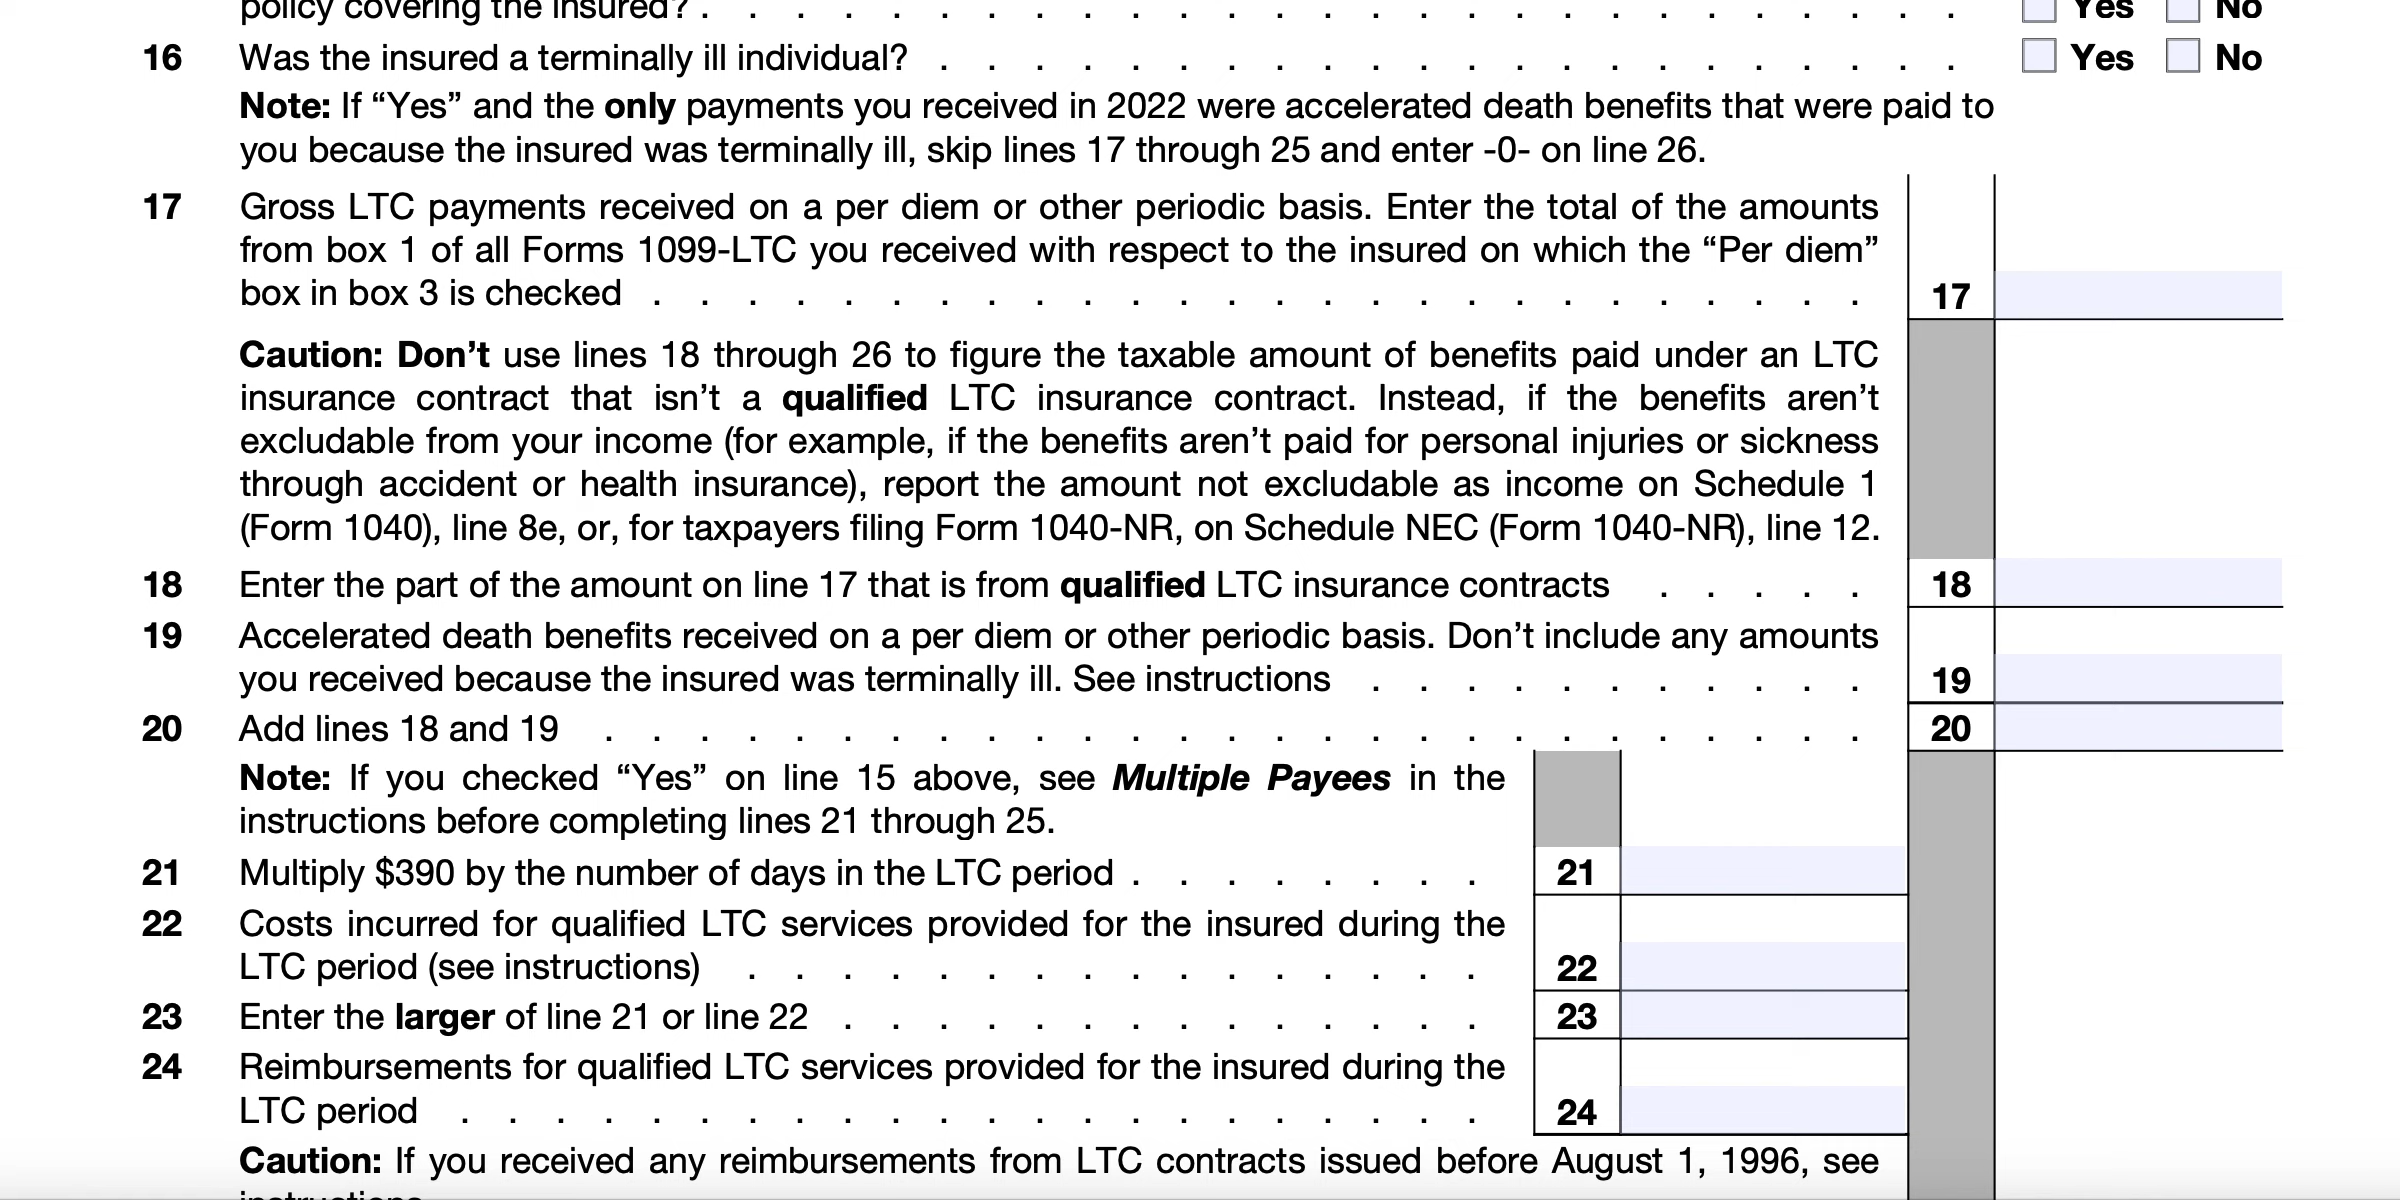 policy covering the insured? . . . . . . . . . . . . . . . . . . . . . . . . . . . Yes No
16 Was the insured a terminally ill individual? . . . . . . . . . . . . . . . . . . . . . . Yes No
Note: If “Yes” and the only payments you received in 2022 were accelerated death benefits that were paid to
you because the insured was terminally ill, skip lines 17 through 25 and enter -0- on line 26.
17 Gross LTC payments received on a per diem or other periodic basis. Enter the total of the amounts
from box 1 of all Forms 1099-LTC you received with respect to the insured on which the “Per diem”
box in box 3 is checked . . . . . . . . . . . . . . . . . . . . . . . . . . 17
Caution: Don’t use lines 18 through 26 to figure the taxable amount of benefits paid under an LTC
insurance contract that isn’t a qualified LTC insurance contract. Instead, if the benefits aren’t
excludable from your income (for example, if the benefits aren’t paid for personal injuries or sickness
through accident or health insurance), report the amount not excludable as income on Schedule 1
(Form 1040), line 8e, or, for taxpayers filing Form 1040-NR, on Schedule NEC (Form 1040-NR), line 12.
18 Enter the part of the amount on line 17 that is from qualified LTC insurance contracts . . . . . 18
19 Accelerated death benefits received on a per diem or other periodic basis. Don’t include any amounts
you received because the insured was terminally ill. See instructions . . . . . . . . . . . 19
20 Add lines 18 and 19 . . . . . . . . . . . . . . . . . . . . . . . . . . . 20
Note: If you checked “Yes” on line 15 above, see Multiple Payees in the
instructions before completing lines 21 through 25.
21 Multiply $390 by the number of days in the LTC period . . . . . . . . 21
22 Costs incurred for qualified LTC services provided for the insured during the
LTC period (see instructions) . . . . . . . . . . . . . . . . 22
23 Enter the larger of line 21 or line 22 . . . . . . . . . . . . . . 23
24 Reimbursements for qualified LTC services provided for the insured during the
LTC period . . . . . . . . . . . . . . . . . . . . . . 24
Caution: If you received any reimbursements from LTC contracts issued before August 1, 1996, see
instructions.